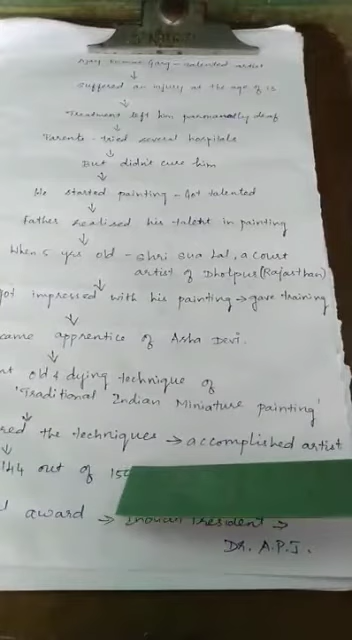 Ajay Kumar Garg - talented artist
↓
Suffered an injury at the age of
↓
Treatment left him permanently deaf
↓
Parents - tried several hospitals
↓
But didn't cure him
↓
He started painting - Got talented
↓
Father realised his talent in painting
↓
When 5 yrs old - Shri Sua Lal, a court
artist of Dholpur (Rajasthan)
↓
got impressed with his painting → gave training
↓
came apprentice of Asha Devi.
↓
old & dying technique of
'Traditional Indian Miniature painting'
↓
red the techniques → accomplished artist
↓
144 out of 15
award → Indian President →
Dr. A.P.J.